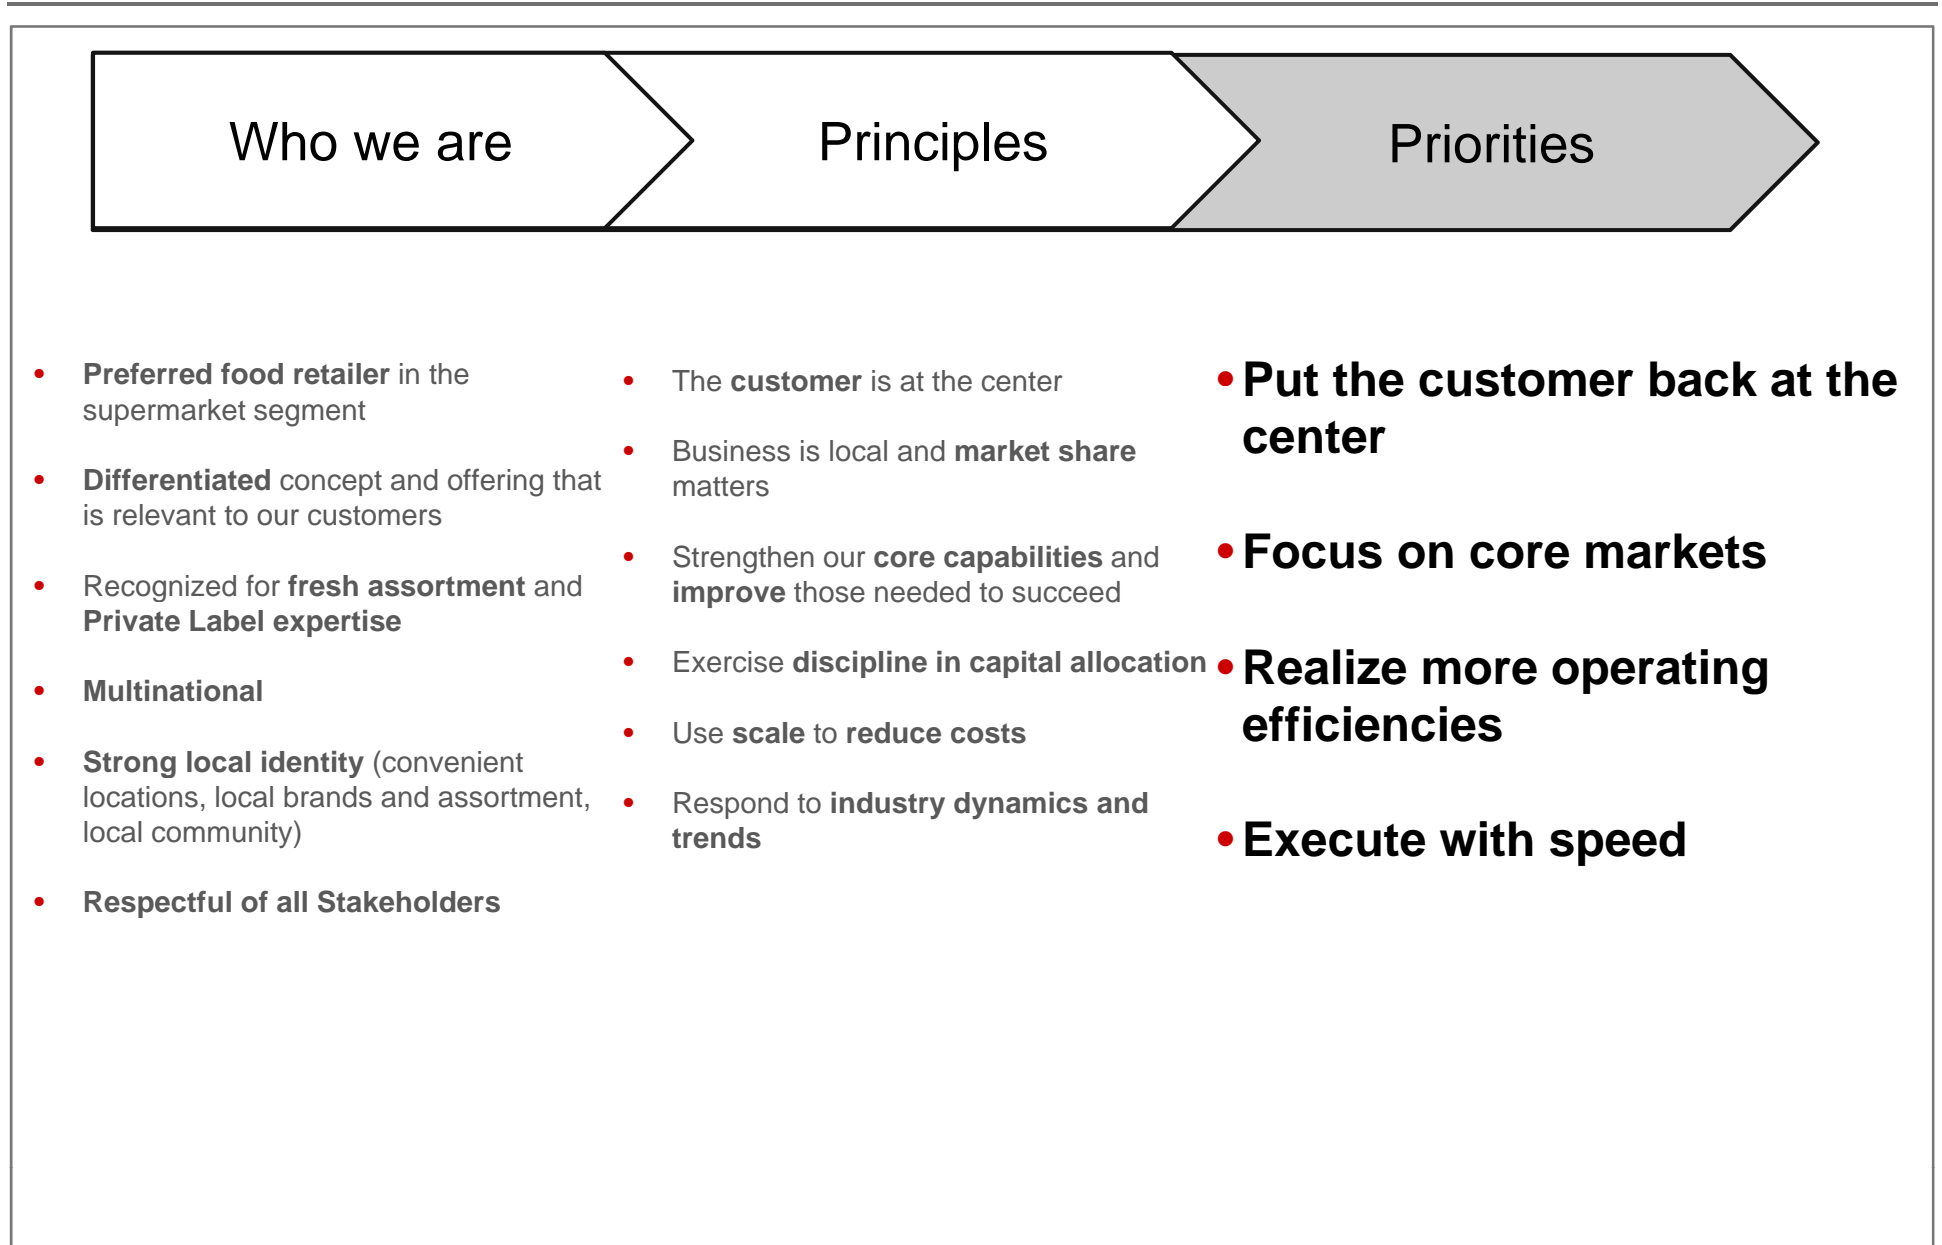 Who we are
Principles
Priorities
• Preferred food retailer in the
supermarket segment
• Differentiated concept and offering that
is relevant to our customers
• Recognized for fresh assortment and
Private Label expertise
• Multinational
• Strong local identity (convenient
locations, local brands and assortment,
local community)
• Respectful of all Stakeholders
• The customer is at the center
• Business is local and market share
matters
• Strengthen our core capabilities and
improve those needed to succeed
• Exercise discipline in capital allocation
• Use scale to reduce costs
• Respond to industry dynamics and
trends
• Put the customer back at the
center
• Focus on core markets
• Realize more operating
efficiencies
• Execute with speed